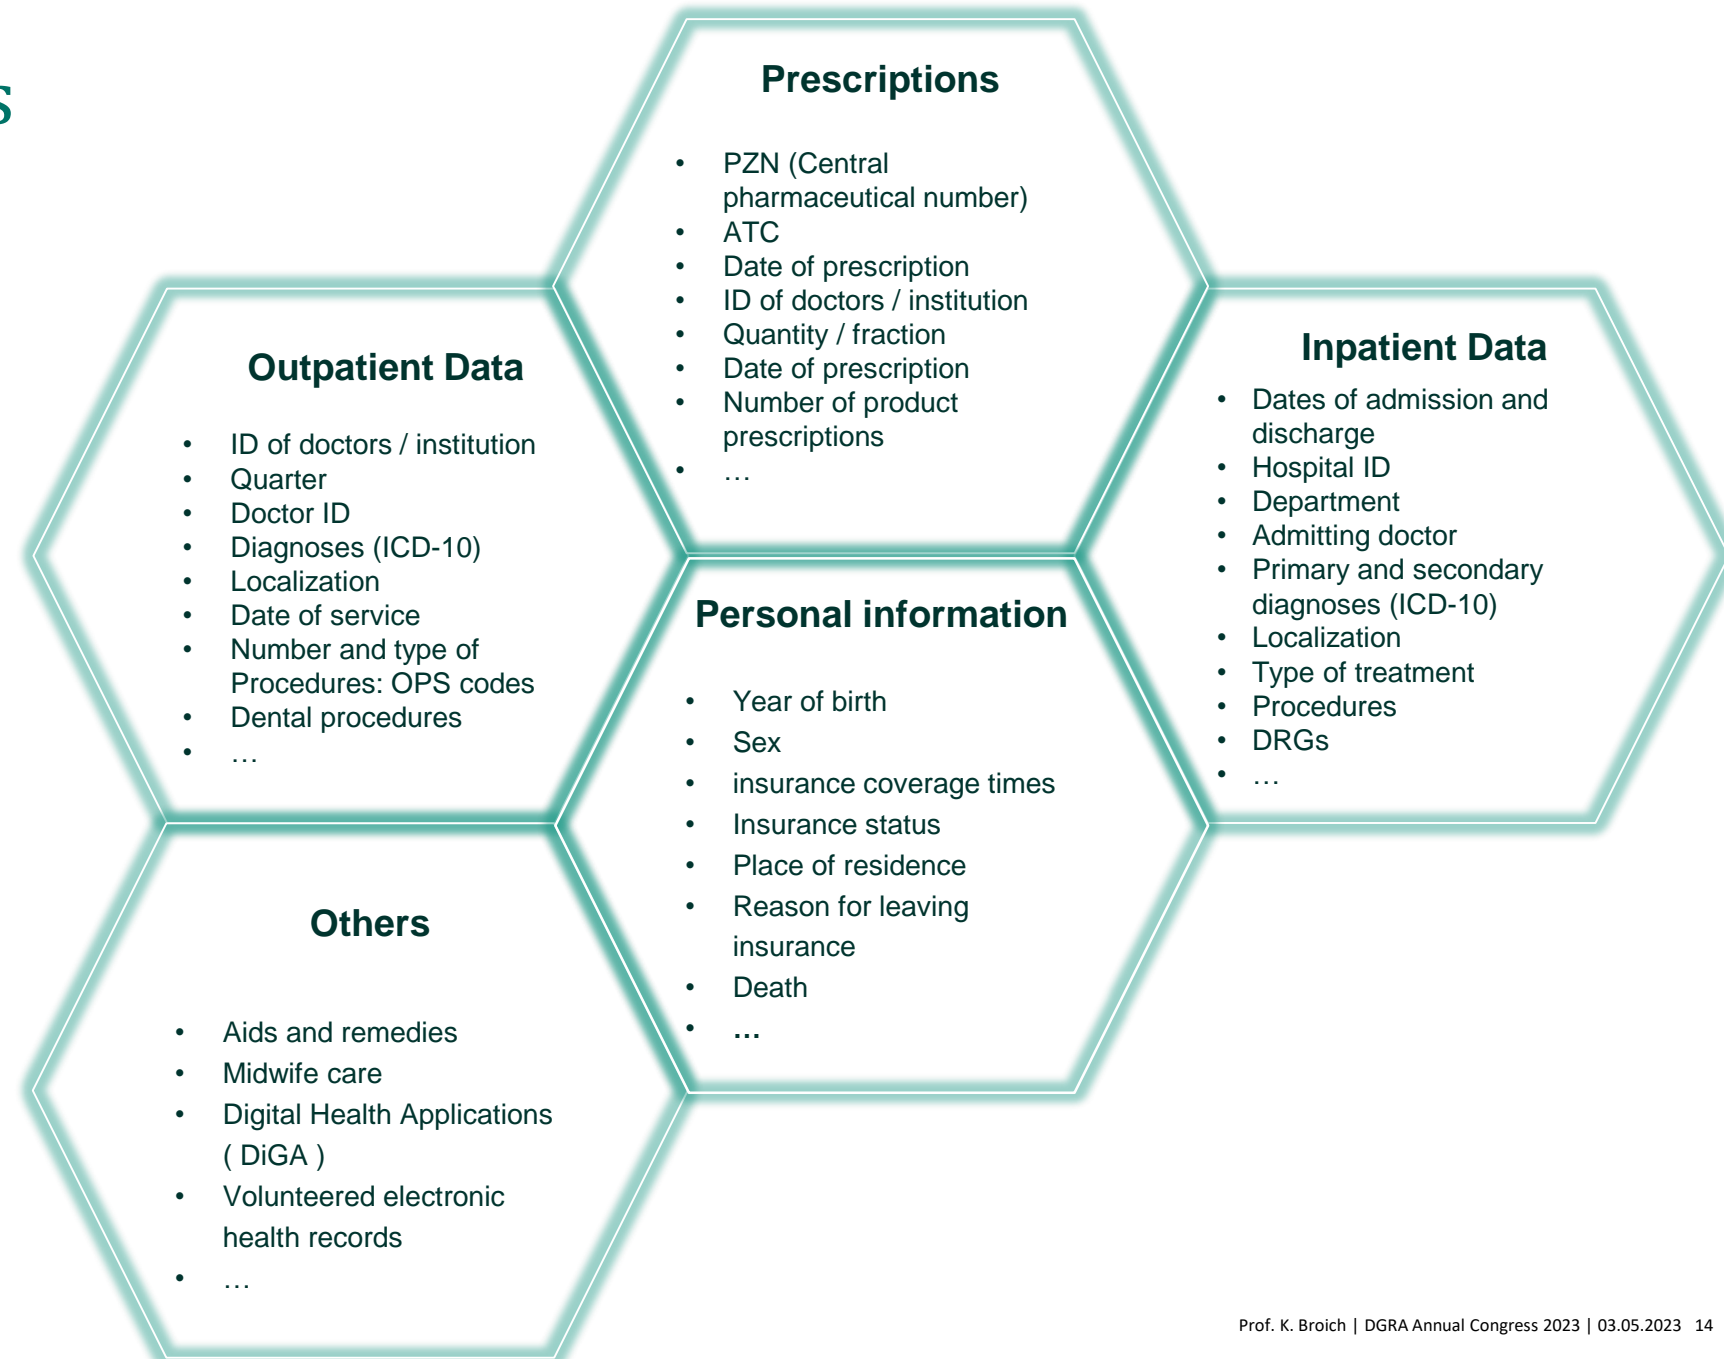 s
Prescriptions
• PZN (Central
pharmaceutical number)
• ATC
• Date of prescription
• ID of doctors / institution
• Quantity / fraction
• Date of prescription
• Number of product
prescriptions
• …
Outpatient Data
• ID of doctors / institution
• Quarter
• Doctor ID
• Diagnoses (ICD-10)
• Localization
• Date of service
• Number and type of
Procedures: OPS codes
• Dental procedures
• …
Inpatient Data
• Dates of admission and
discharge
• Hospital ID
• Department
• Admitting doctor
• Primary and secondary
diagnoses (ICD-10)
• Localization
• Type of treatment
• Procedures
• DRGs
• …
Personal information
• Year of birth
• Sex
• insurance coverage times
• Insurance status
• Place of residence
• Reason for leaving
insurance
• Death
• …
Others
• Aids and remedies
• Midwife care
• Digital Health Applications
( DiGA )
• Volunteered electronic
health records
• …
Prof. K. Broich | DGRA Annual Congress 2023 | 03.05.2023 14